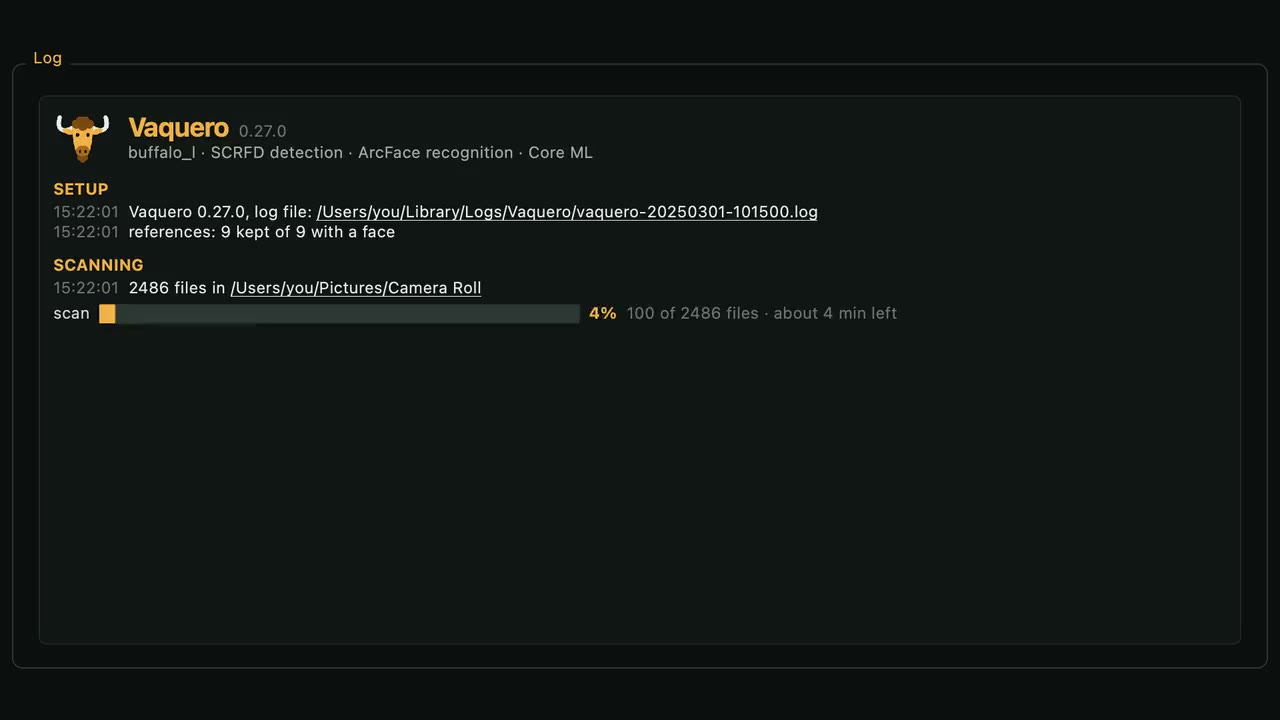 Log
Vaquero 0.27.0
buffalo_l · SCRFD detection · ArcFace recognition · Core ML
SETUP
15:22:01 Vaquero 0.27.0, log file: /Users/you/Library/Logs/Vaquero/vaquero-20250301-101500.log
15:22:01 references: 9 kept of 9 with a face
SCANNING
15:22:01 2486 files in /Users/you/Pictures/Camera Roll
scan 4% 100 of 2486 files · about 4 min left